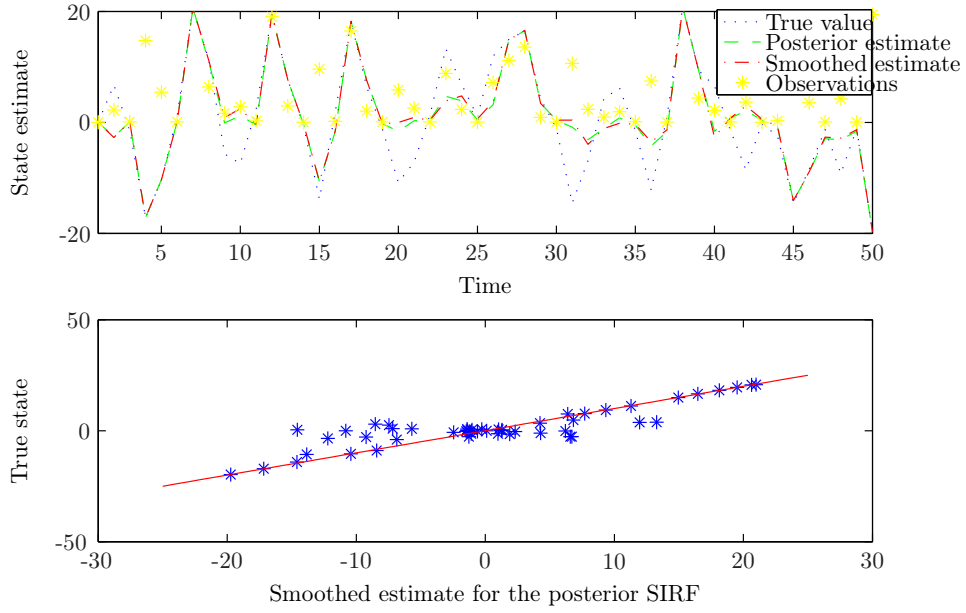 20
0
-20
State estimate
True value
Posterior estimate
Smoothed estimate
Observations
5 10 15 20 25 30 35 40 45 50
Time
50
0
-50
True state
-30 -20 -10 0 10 20 30
Smoothed estimate for the posterior SIRF